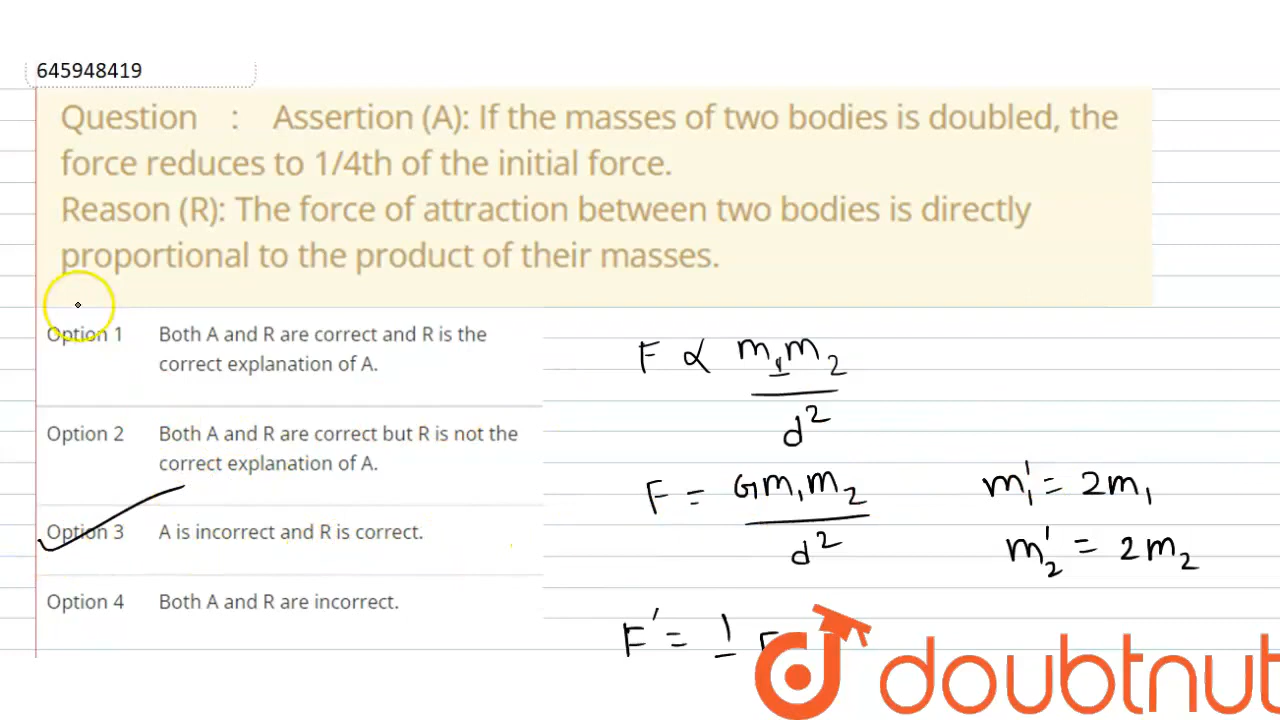 645948419
Question : Assertion (A): If the masses of two bodies is doubled, the
force reduces to 1/4th of the initial force.
Reason (R): The force of attraction between two bodies is directly
proportional to the product of their masses.
Option 1 Both A and R are correct and R is the
correct explanation of A.
Option 2 Both A and R are correct but R is not the
correct explanation of A.
Option 3 A is incorrect and R is correct.
Option 4 Both A and R are incorrect.
F ∝ m₁m₂
d²
F = Gm₁m₂
d²
m₁' = 2m₁
m₂' = 2m₂
F' = 1 F
doubtnut